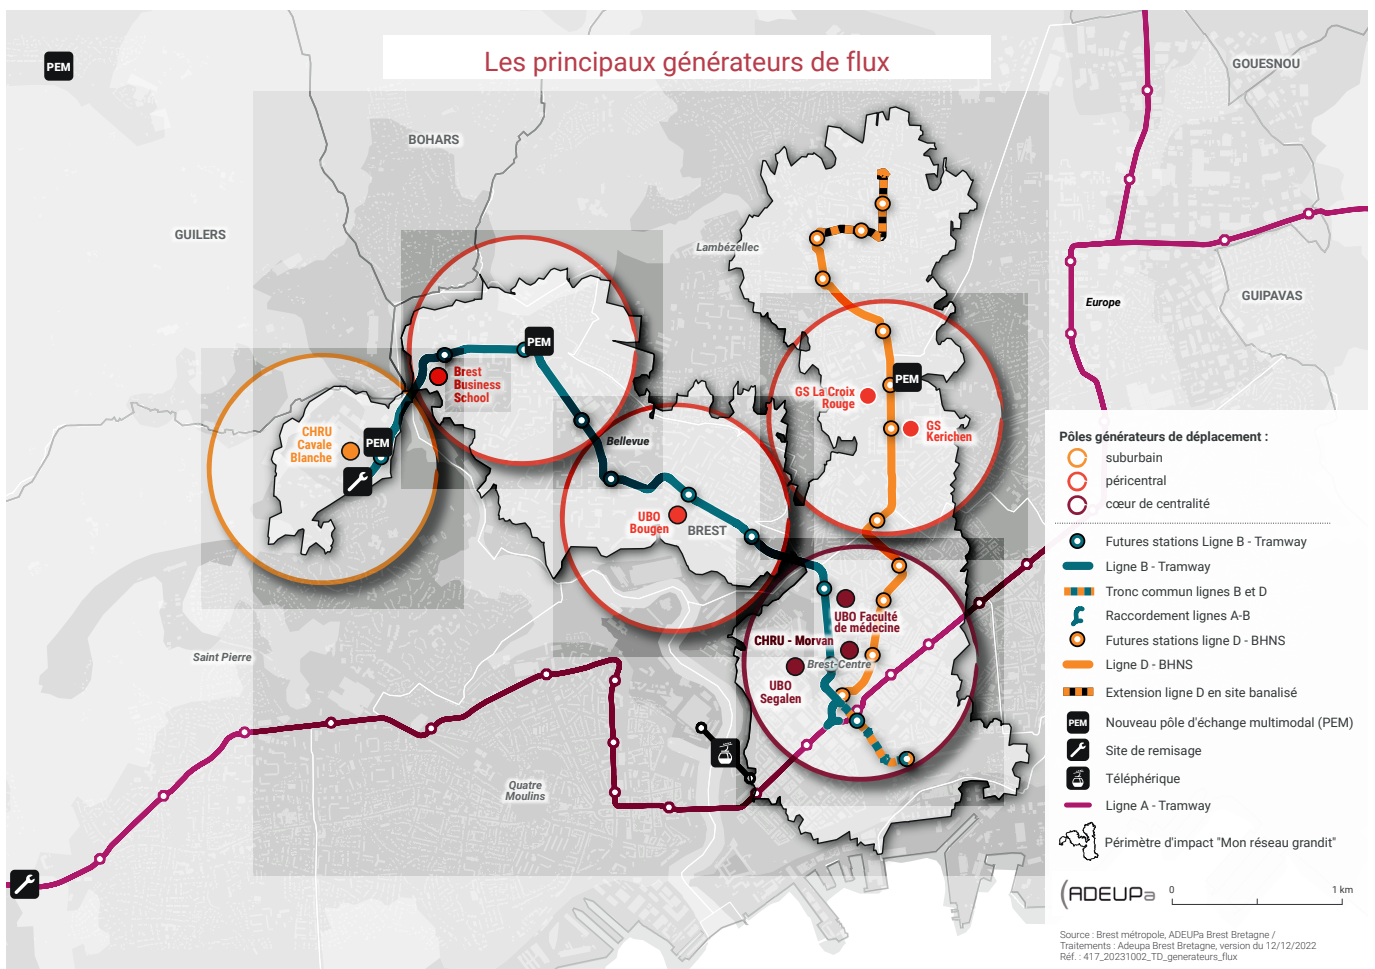 Les principaux générateurs de flux
PEM
GOUESNOU
BOHARS
GUILERS
Lambézellec
GUIPAVAS
Europe
PEM
Brest
Business
School
PEM
GS La Croix
Rouge
GS
Kerichen
CHRU
Cavale
Blanche
PEM
Bellevue
UBO
Bougen
BREST
UBO Faculté
de médecine
CHRU - Morvan
Brest-Centre
UBO
Segalen
Saint Pierre
Quatre
Moulins
Pôles générateurs de déplacement :
suburbain
péricentral
cœur de centralité
Futures stations Ligne B - Tramway
Ligne B - Tramway
Tronc commun lignes B et D
Raccordement lignes A-B
Futures stations ligne D - BHNS
Ligne D - BHNS
Extension ligne D en site banalisé
PEM Nouveau pôle d'échange multimodal (PEM)
Site de remisage
Téléphérique
Ligne A - Tramway
Périmètre d'impact "Mon réseau grandit"
ADEUPa
0 1 km
Source : Brest métropole, ADEUPa Brest Bretagne /
Traitements : Adeupa Brest Bretagne, version du 12/12/2022
Réf. : 417_20231002_TD_generateurs_flux